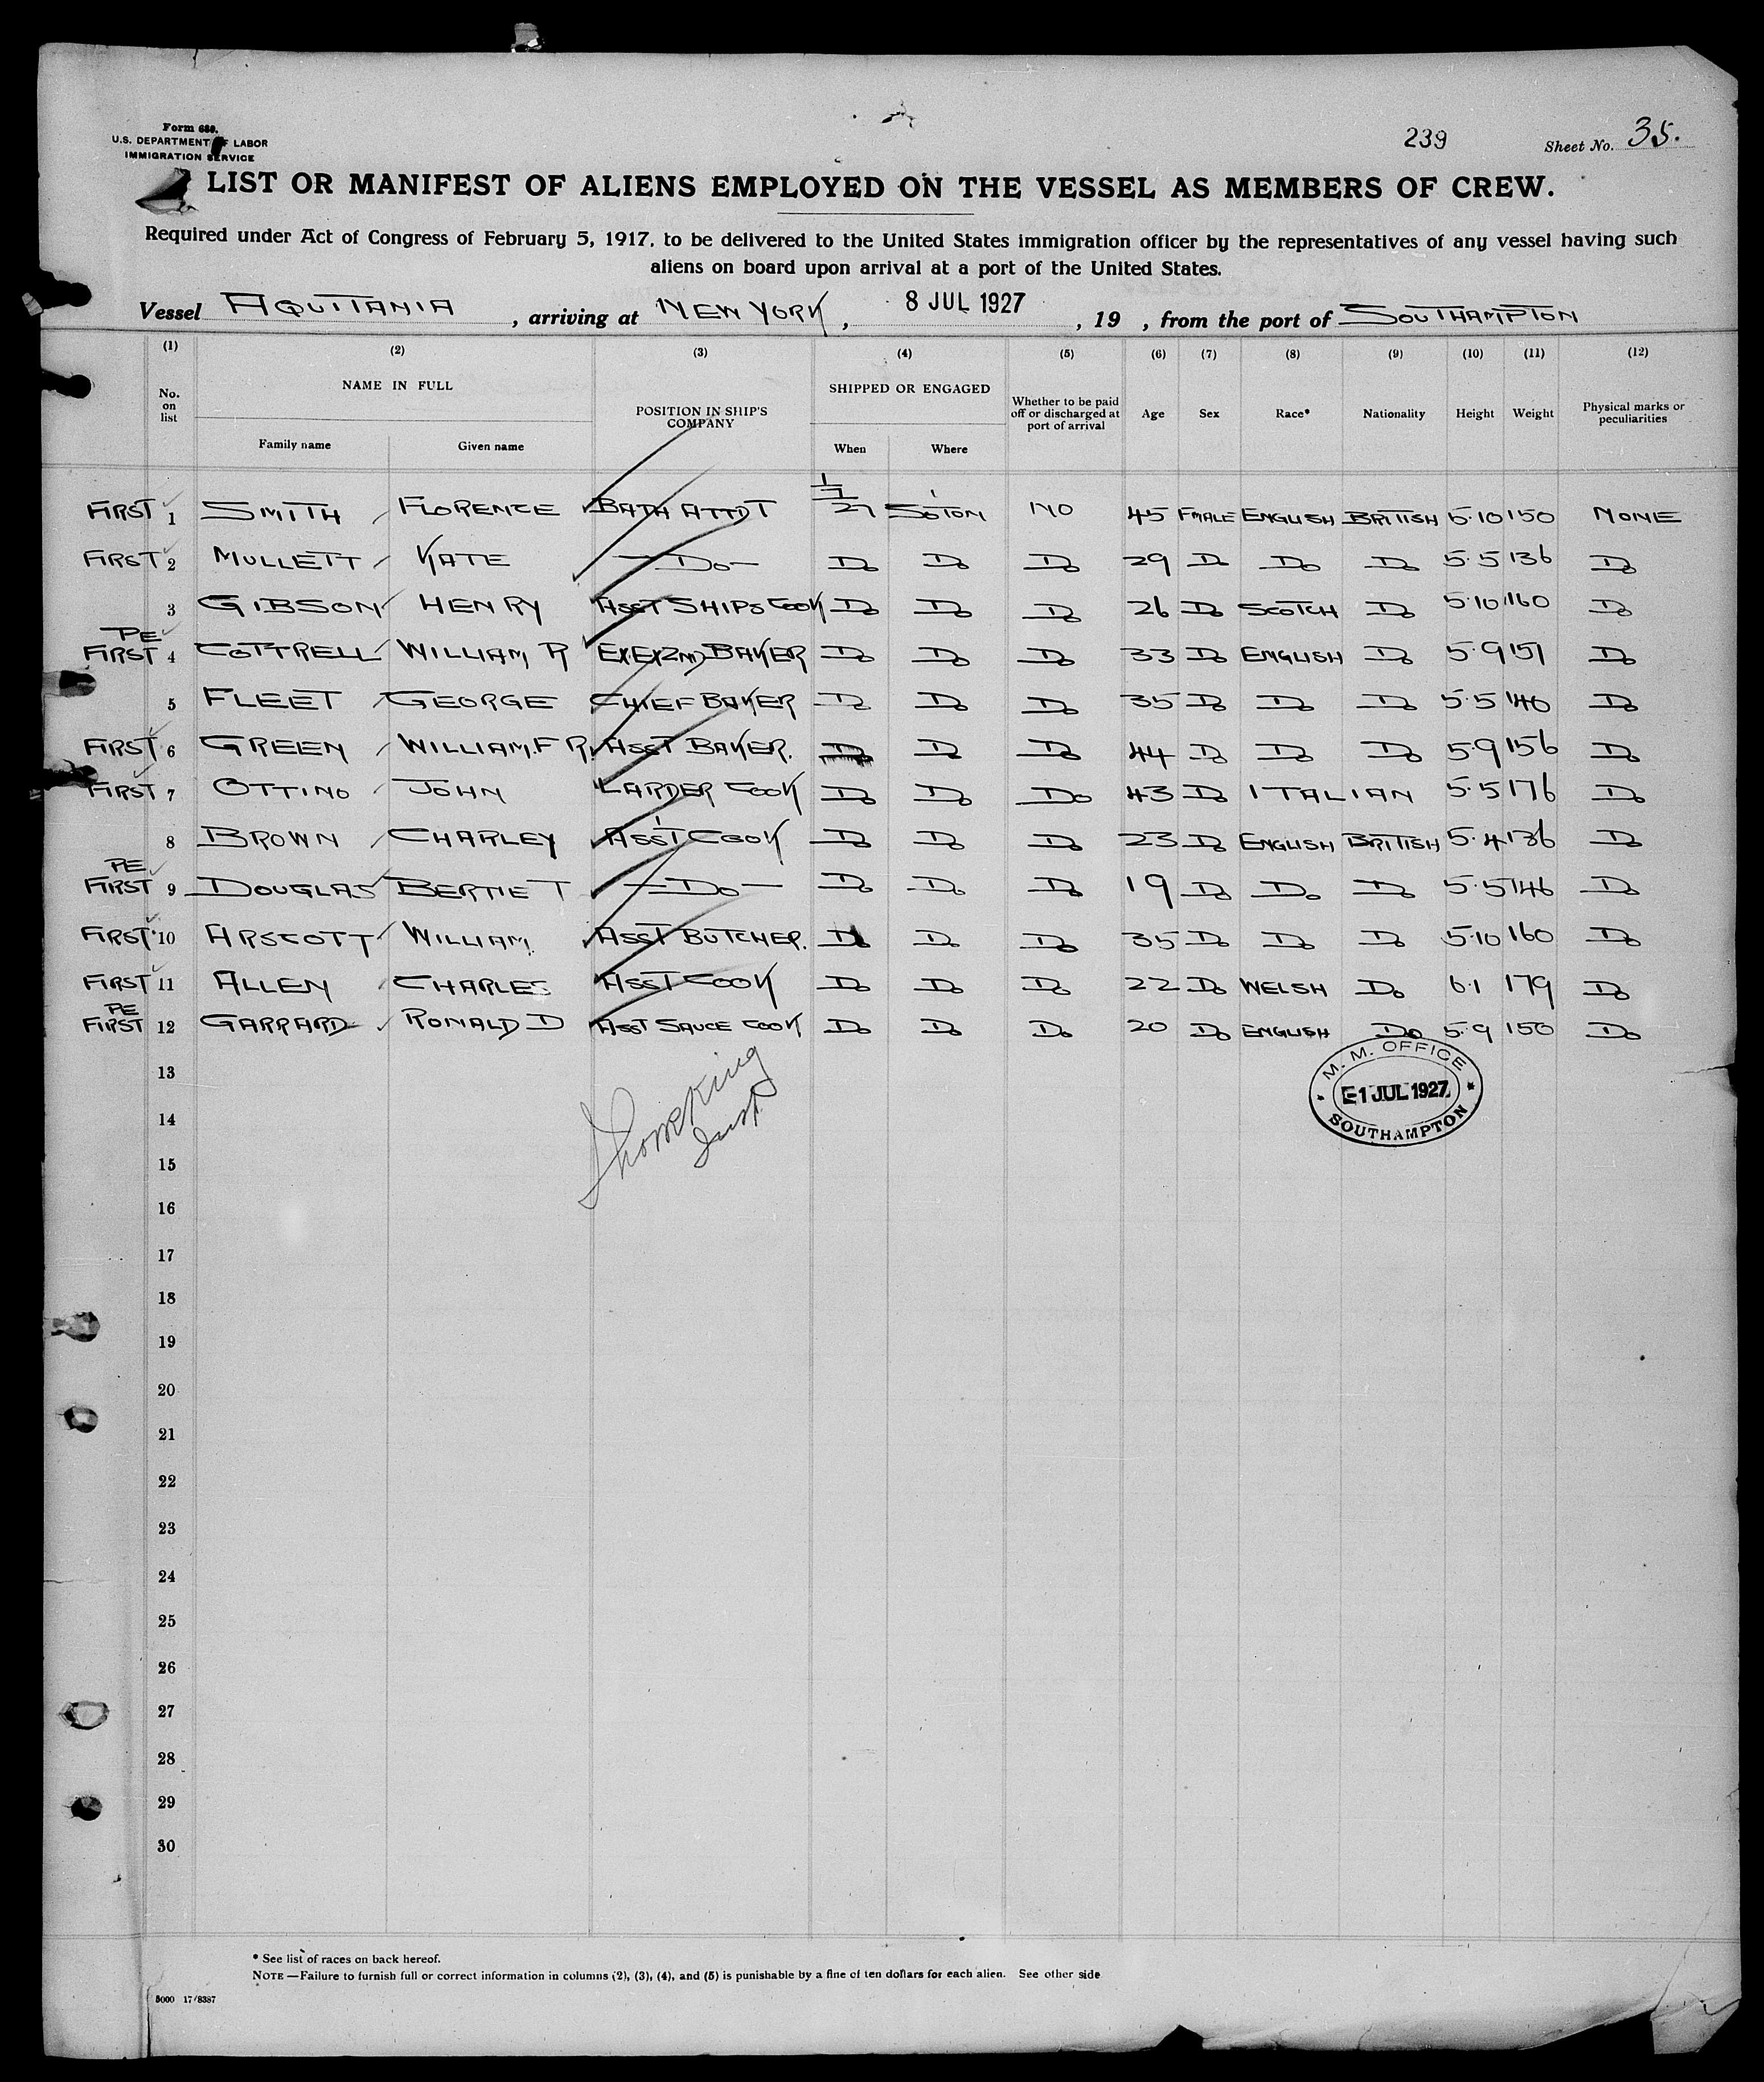 Form 680.
U.S. DEPARTMENT OF LABOR
IMMIGRATION SERVICE
239
Sheet No. 35.
LIST OR MANIFEST OF ALIENS EMPLOYED ON THE VESSEL AS MEMBERS OF CREW.
Required under Act of Congress of February 5, 1917, to be delivered to the United States immigration officer by the representatives of any vessel having such
aliens on board upon arrival at a port of the United States.
Vessel AQUITANIA , arriving at NEW YORK , 8 JUL 1927 , 19 , from the port of SOUTHAMPTON
(1) (2) (3) (4) (5) (6) (7) (8) (9) (10) (11) (12)
No. on list NAME IN FULL Family name Given name POSITION IN SHIP'S COMPANY SHIPPED OR ENGAGED When Where Whether to be paid off or discharged at port of arrival Age Sex Race* Nationality Height Weight Physical marks or peculiarities
FIRST 1 SMITH FLORENCE BATH ATTDT 1/7 27 SOTON NO 45 FMALE ENGLISH BRITISH 5.10 150 NONE
FIRST 2 MULLETT KATE —DO— DO DO DO 29 DO DO DO 5.5 136 DO
3 GIBSON HENRY ASST SHIPS COOK DO DO DO 26 DO SCOTCH DO 5.10 160 DO
PE
FIRST 4 COTTRELL WILLIAM R EXEX2ND BAKER DO DO DO 33 DO ENGLISH DO 5.9 151 DO
5 FLEET GEORGE CHIEF BAKER DO DO DO 35 DO DO DO 5.5 140 DO
FIRST 6 GREEN WILLIAM.F R. ASST BAKER. DO DO DO 44 DO DO DO 5.9 156 DO
FIRST 7 OTTINO JOHN LARDER COOK DO DO DO 43 DO ITALIAN 5.5 176 DO
8 BROWN CHARLEY ASS'T COOK DO DO DO 23 DO ENGLISH BRITISH 5.4 136 DO
PE
FIRST 9 DOUGLAS BERTIE T —DO— DO DO DO 19 DO DO DO 5.5 146 DO
FIRST 10 ARSCOTT WILLIAM. ASST BUTCHER. DO DO DO 35 DO DO DO 5.10 160 DO
FIRST 11 ALLEN CHARLES ASST COOK DO DO DO 22 DO WELSH DO 6.1 179 DO
PE
FIRST 12 GARRARD RONALD D ASST SAUCE COOK DO DO DO 20 DO ENGLISH DO 5.9 150 DO
M. M. OFFICE
E1 JUL 1927
SOUTHAMPTON
13
14
15
16
17
18
19
20
21
22
23
24
25
26
27
28
29
30
* See list of races on back hereof.
NOTE—Failure to furnish full or correct information in columns (2), (3), (4), and (5) is punishable by a fine of ten dollars for each alien. See other side
5000 17/8387